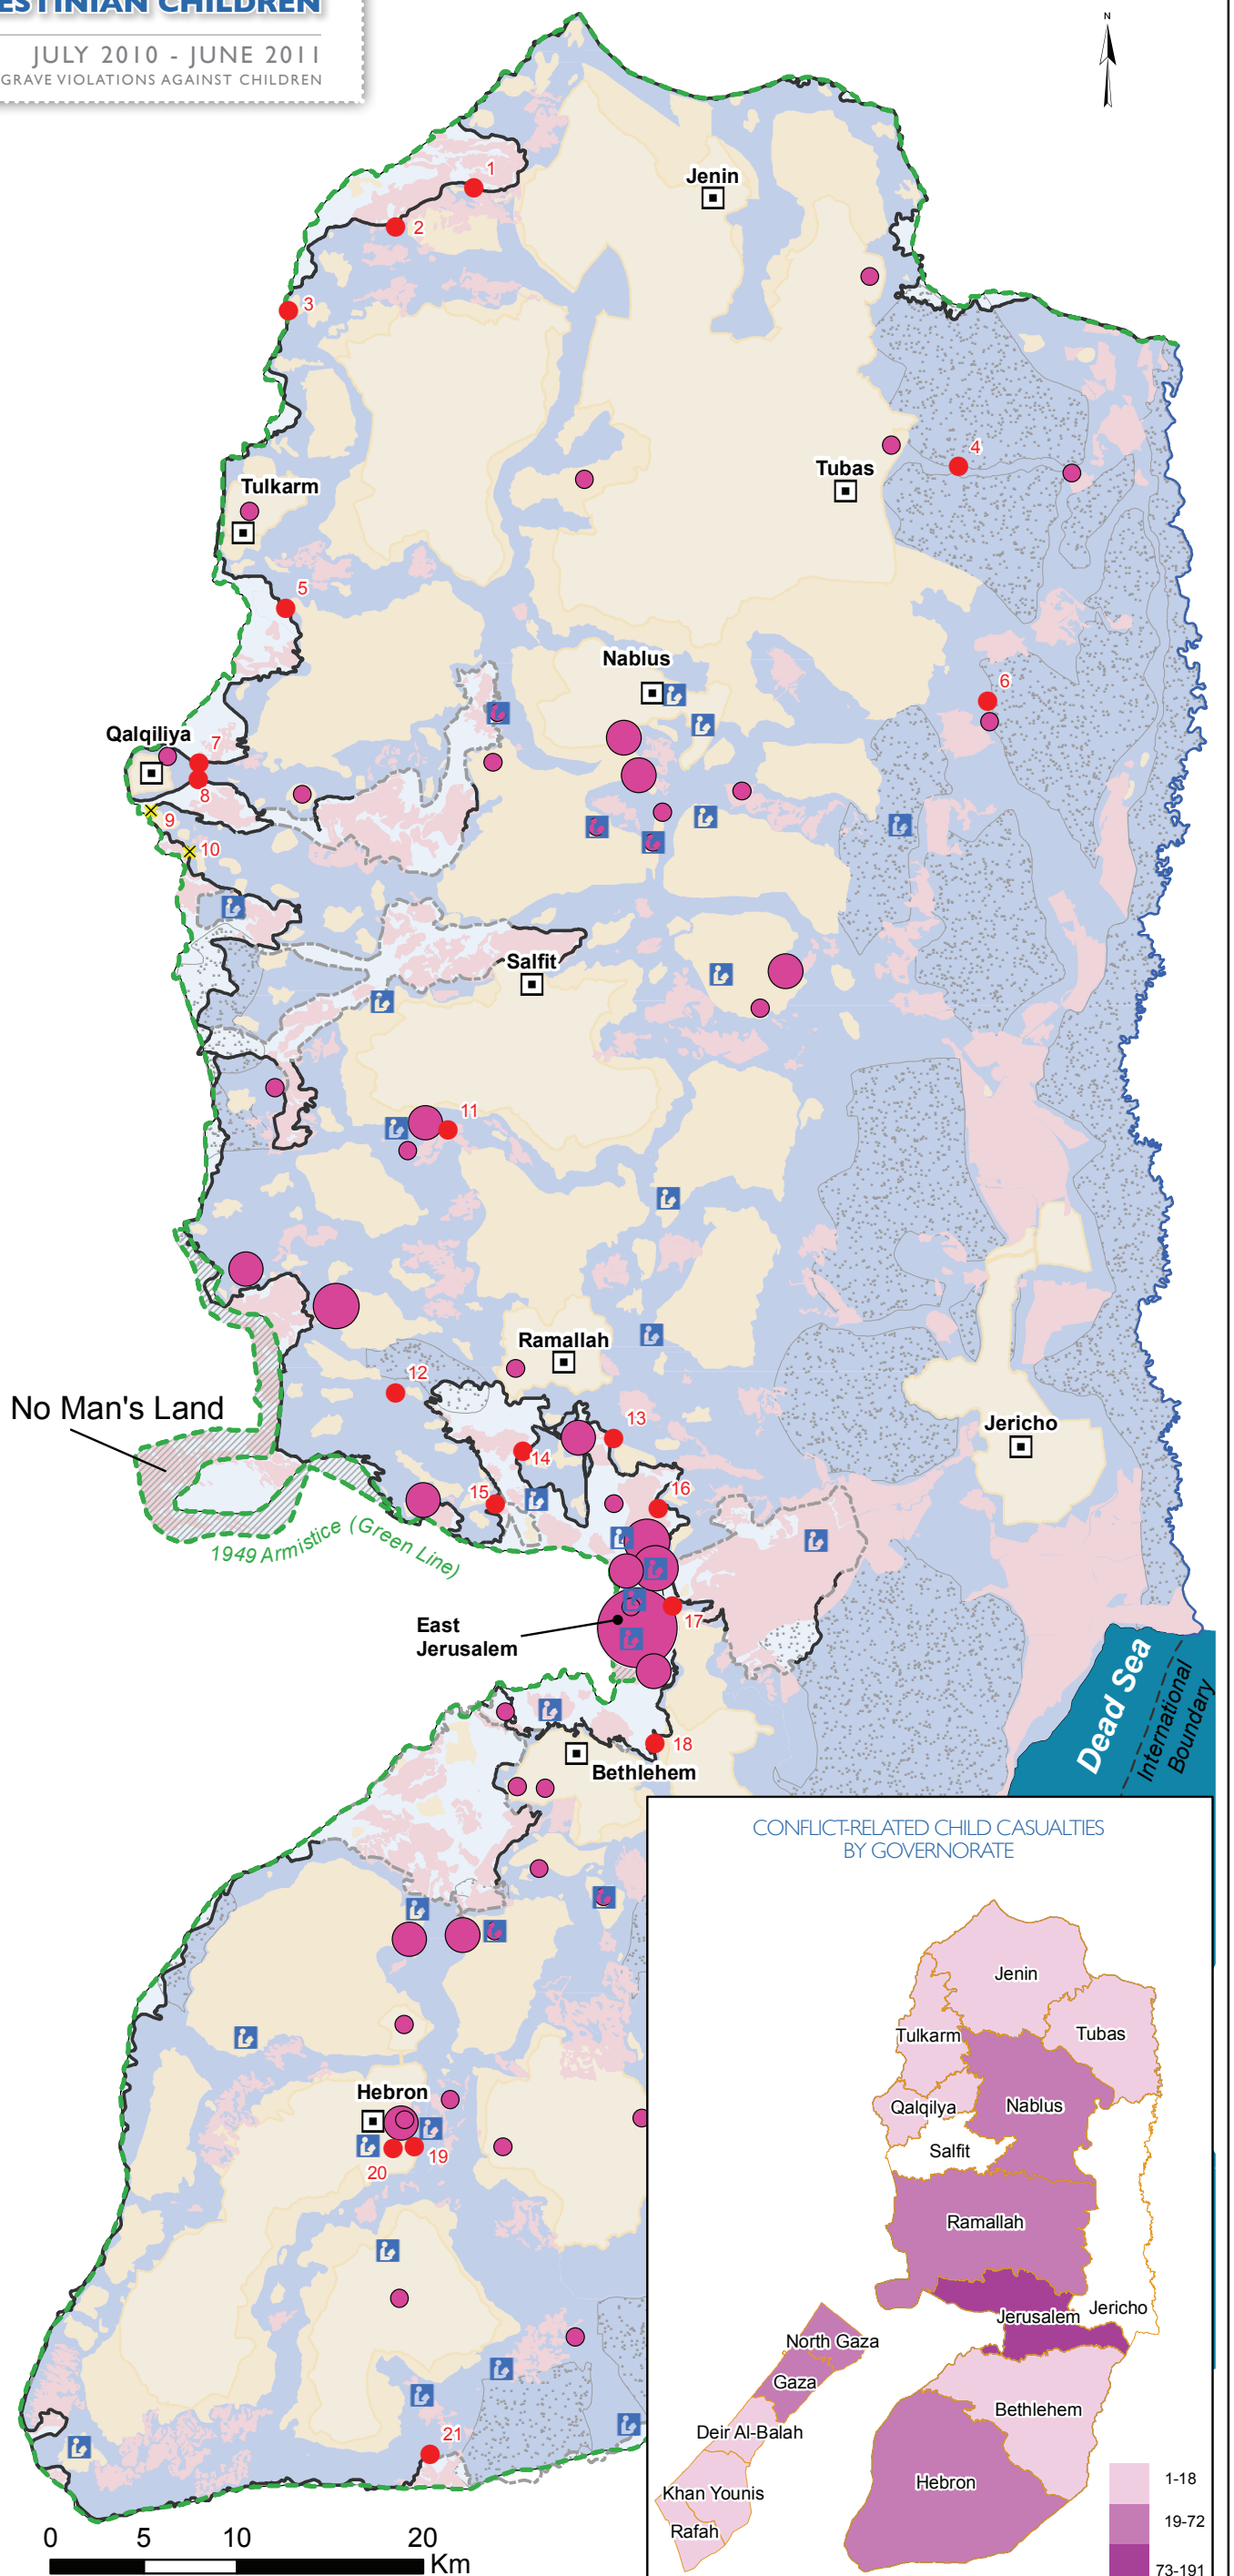 ESTINIAN CHILDREN
JULY 2010 - JUNE 2011
GRAVE VIOLATIONS AGAINST CHILDREN
N
1
Jenin
2
3
4
Tubas
Tulkarm
5
Nablus
6
Qalqiliya
7
8
9
10
Salfit
11
Ramallah
12
No Man's Land
13
Jericho
14
15
16
1949 Armistice (Green Line)
East
Jerusalem
17
Dead Sea
International
Boundary
18
Bethlehem
CONFLICT-RELATED CHILD CASUALTIES
BY GOVERNORATE
Jenin
Tulkarm
Tubas
Qalqilya
Nablus
Salfit
Ramallah
Jerusalem
Jericho
North Gaza
Gaza
Bethlehem
Deir Al-Balah
Hebron
Khan Younis
Rafah
1-18
19-72
73-191
Hebron
19
20
21
0 5 10 20
Km